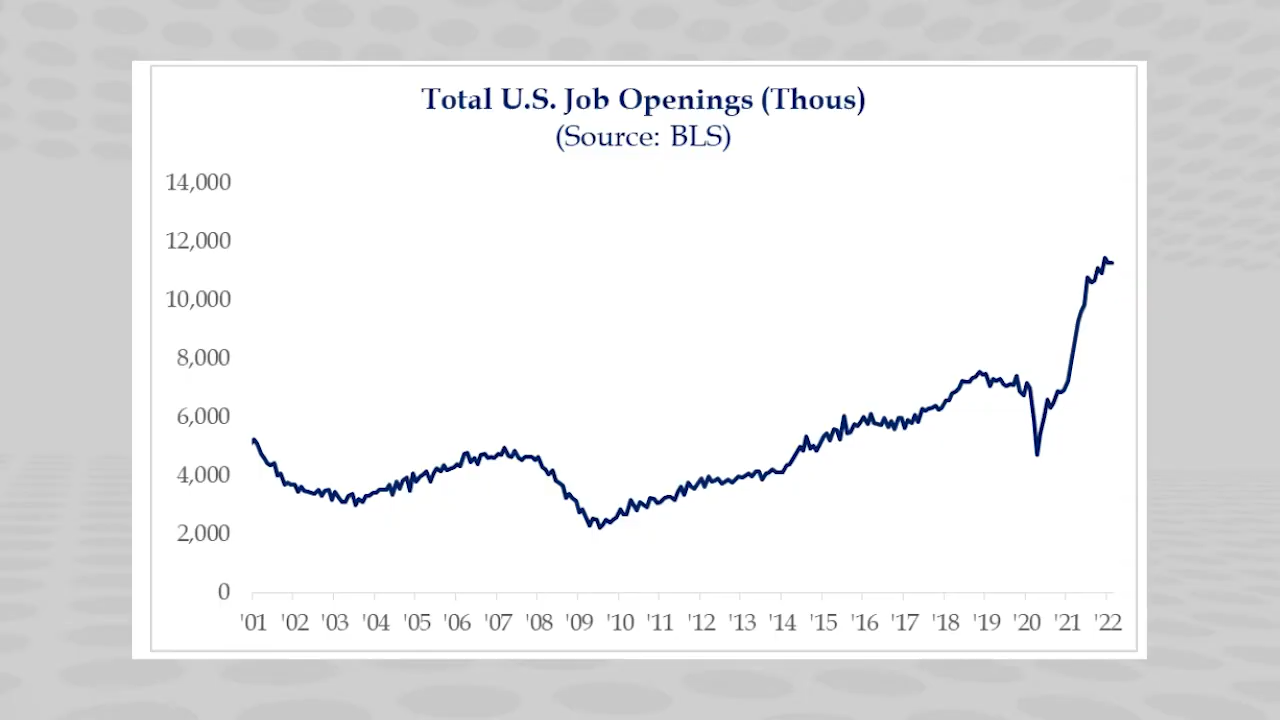 Total U.S. Job Openings (Thous)
(Source: BLS)
14,000
12,000
10,000
8,000
6,000
4,000
2,000
0
'01 '02 '03 '04 '05 '06 '07 '08 '09 '10 '11 '12 '13 '14 '15 '16 '17 '18 '19 '20 '21 '22